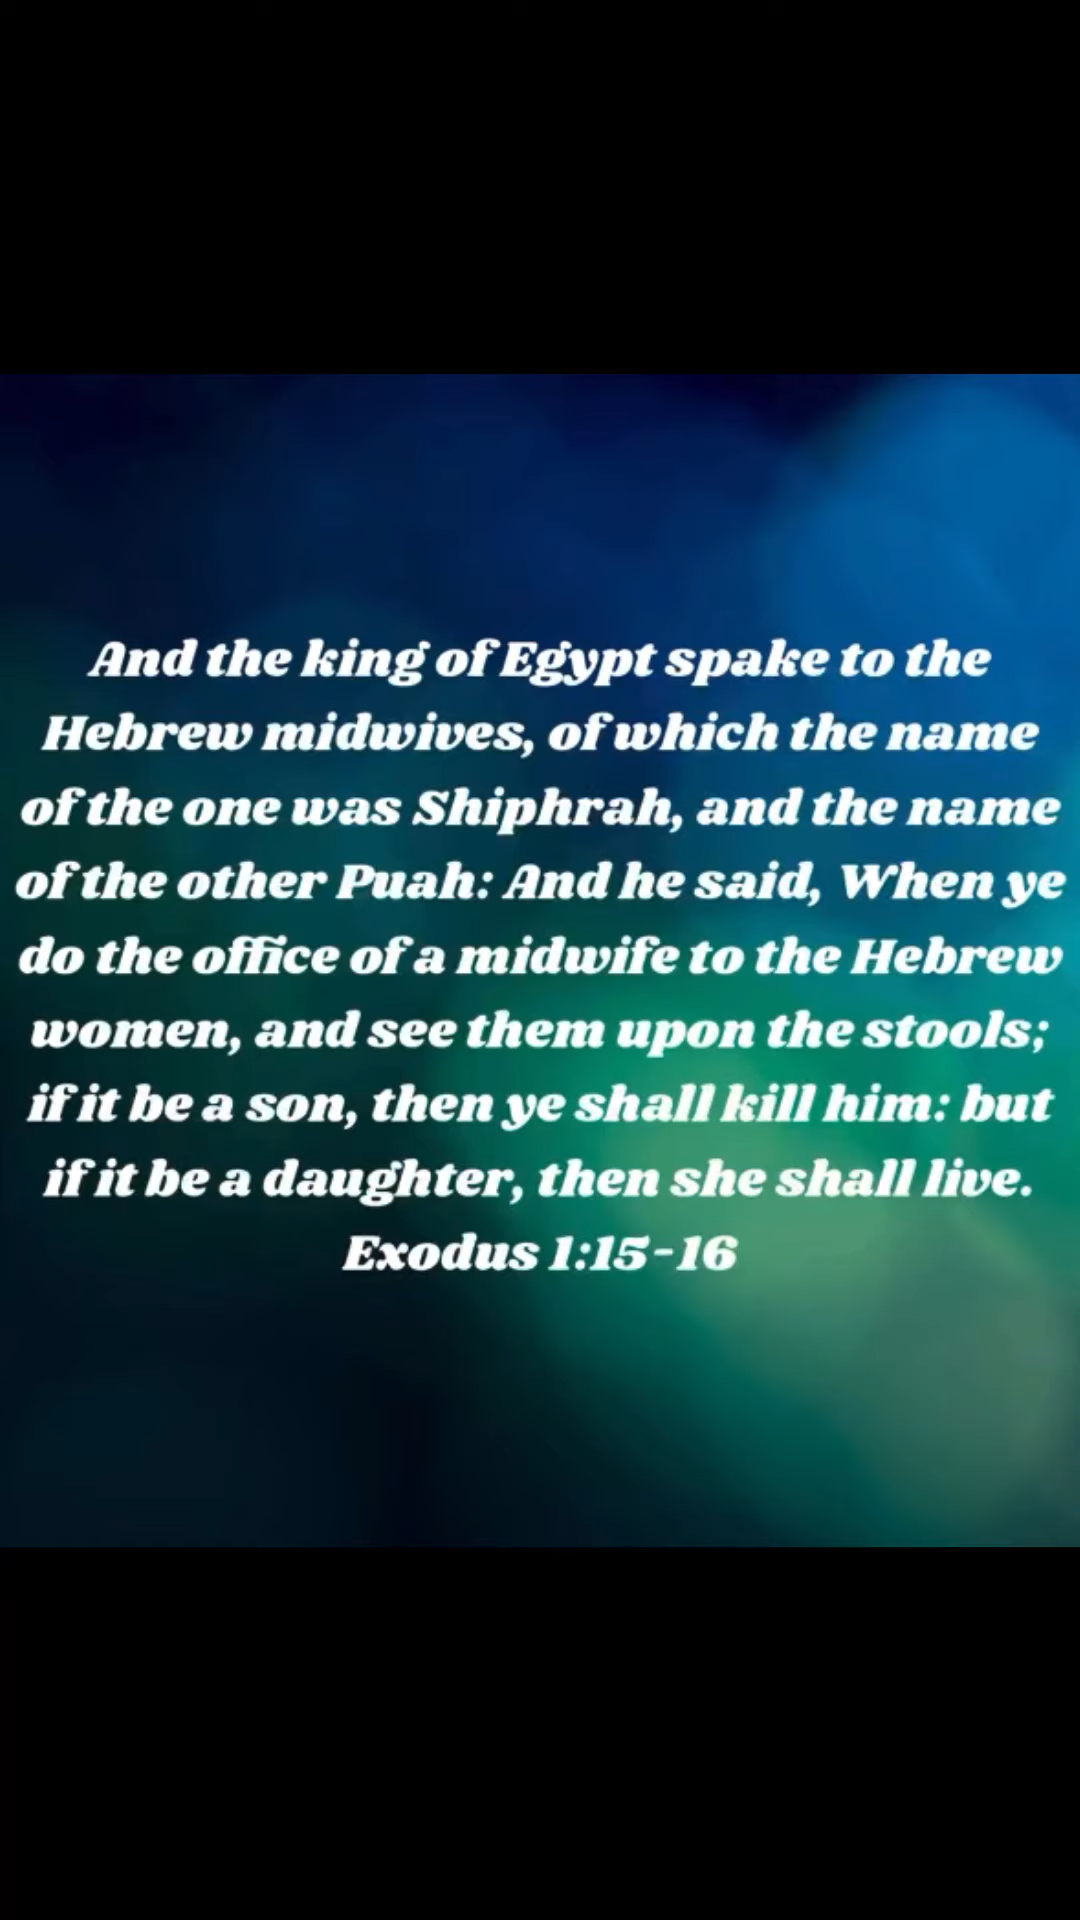 And the king of Egypt spake to the
Hebrew midwives, of which the name
of the one was Shiphrah, and the name
of the other Puah: And he said, When ye
do the office of a midwife to the Hebrew
women, and see them upon the stools;
if it be a son, then ye shall kill him: but
if it be a daughter, then she shall live.
Exodus 1:15-16